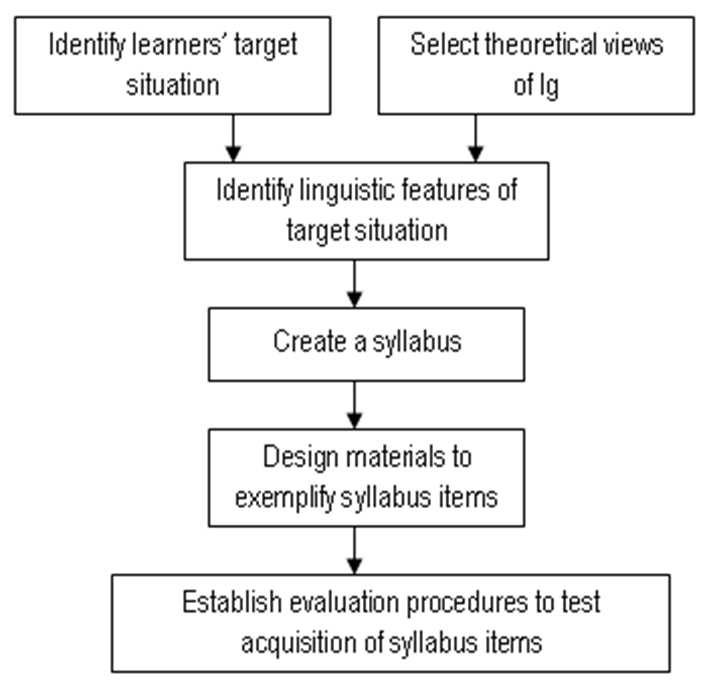 Identify learners’ target
situation
Select theoretical views
of lg
Identify linguistic features of
target situation
Create a syllabus
Design materials to
exemplify syllabus items
Establish evaluation procedures to test
acquisition of syllabus items